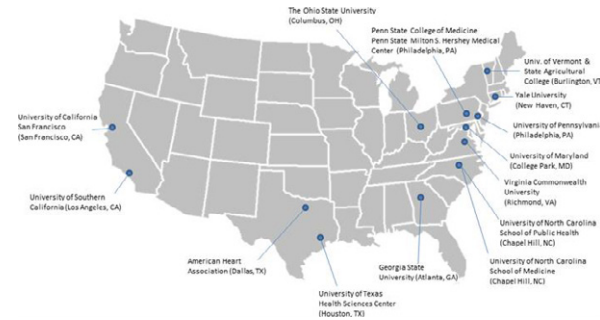 The Ohio State University
(Columbus, OH)
Penn State College of Medicine
Penn State Milton S. Hershey Medical
Center (Philadelphia, PA)
Univ. of Vermont &
State Agricultural
College (Burlington, VT
Yale University
(New Haven, CT)
University of Pennsylvani
(Philadelphia, PA)
University of Maryland
(College Park, MD)
Virginia Commonwealth
University
(Richmond, VA)
University of North Carolina
School of Public Health
(Chapel Hill, NC)
University of North Carolina
School of Medicine
(Chapel Hill, NC)
Georgia State
University (Atlanta, GA)
University of Texas
Health Sciences Center
(Houston, TX)
American Heart
Association (Dallas, TX)
University of Southern
California (Los Angeles, CA)
University of California
San Francisco
(San Francisco, CA)